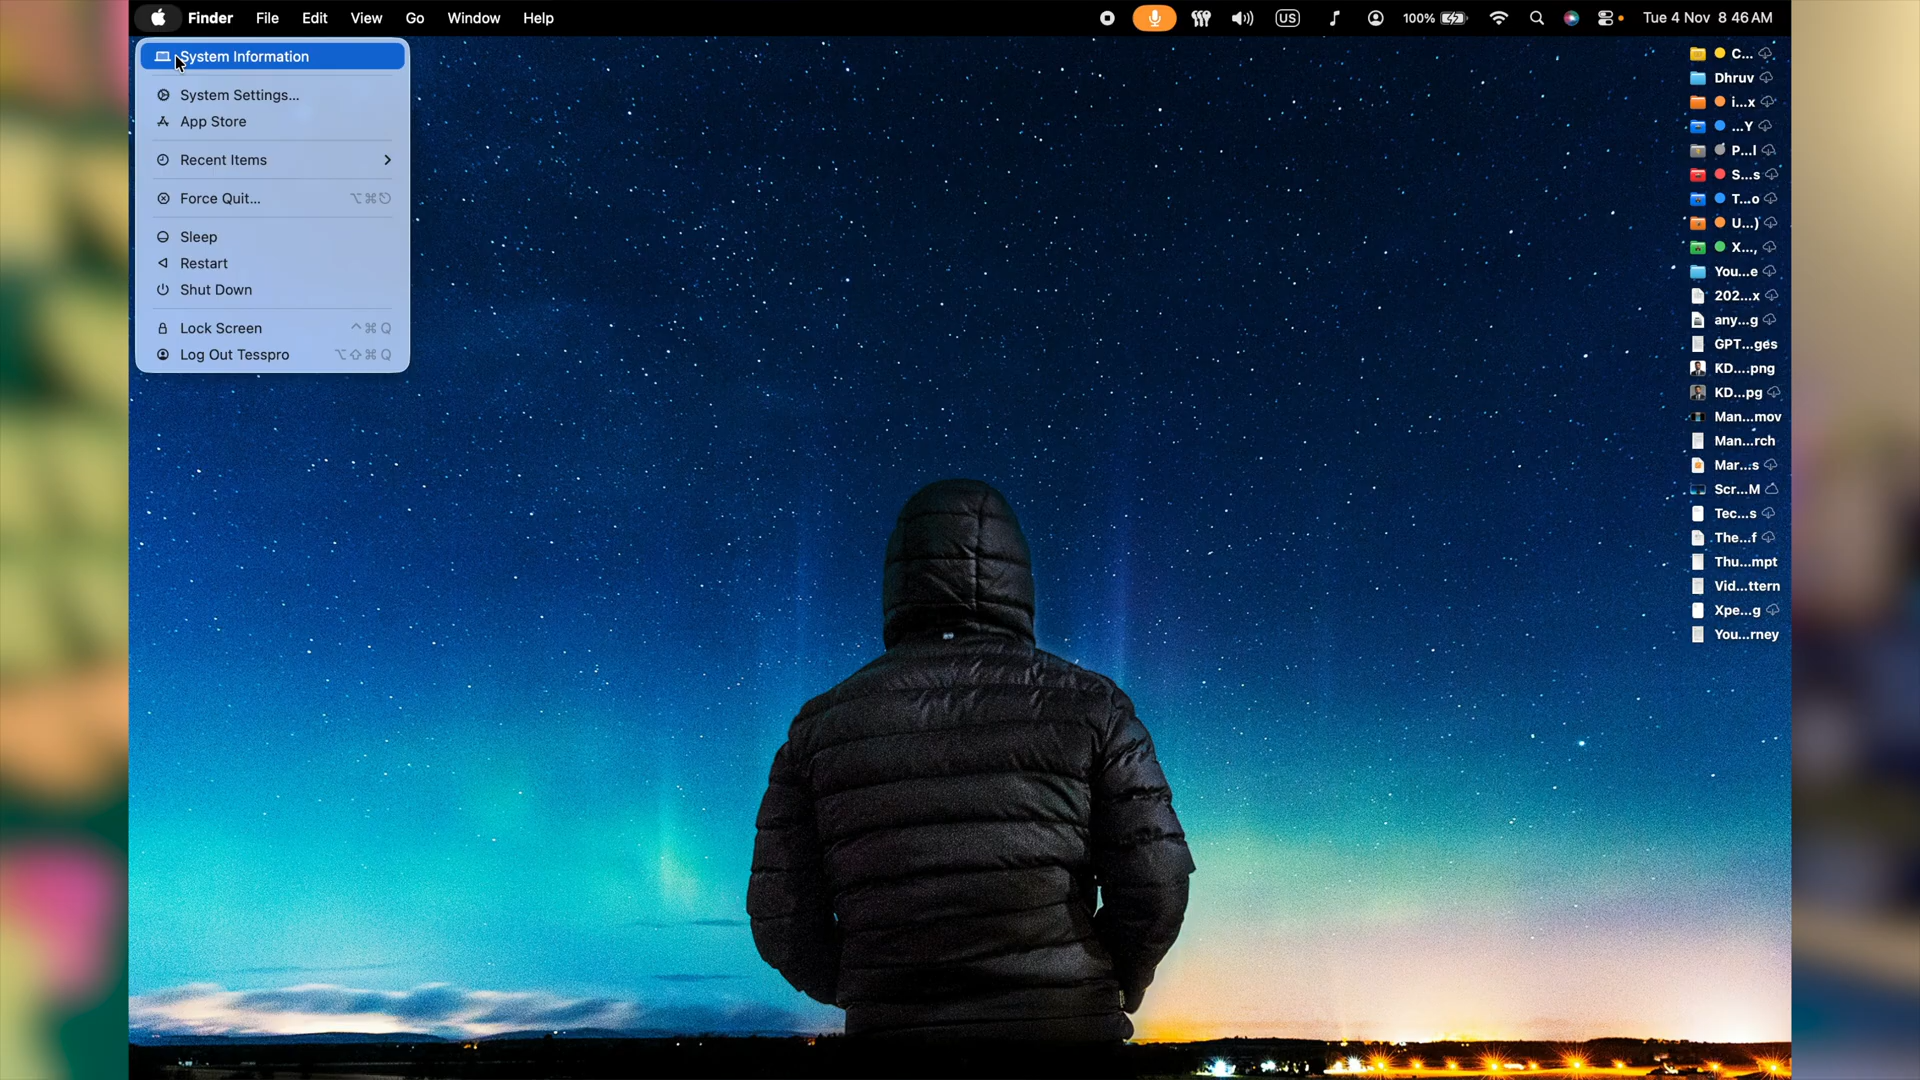 Finder File Edit View Go Window Help US 100% Tue 4 Nov 8 46 AM
System Information
System Settings...
App Store
Recent Items
Force Quit... ⌥⌘⎋
Sleep
Restart
Shut Down
Lock Screen ^⌘Q
Log Out Tesspro ⌥⇧⌘Q
C...
Dhruv
i...x
...Y
P...l
S...s
T...o
U...)
X...,
You...e
202...x
any...g
GPT...ges
KD....png
KD...pg
Man...mov
Man...rch
Mar...s
Scr...M
Tec...s
The...f
Thu...mpt
Vid...ttern
Xpe...g
You...rney